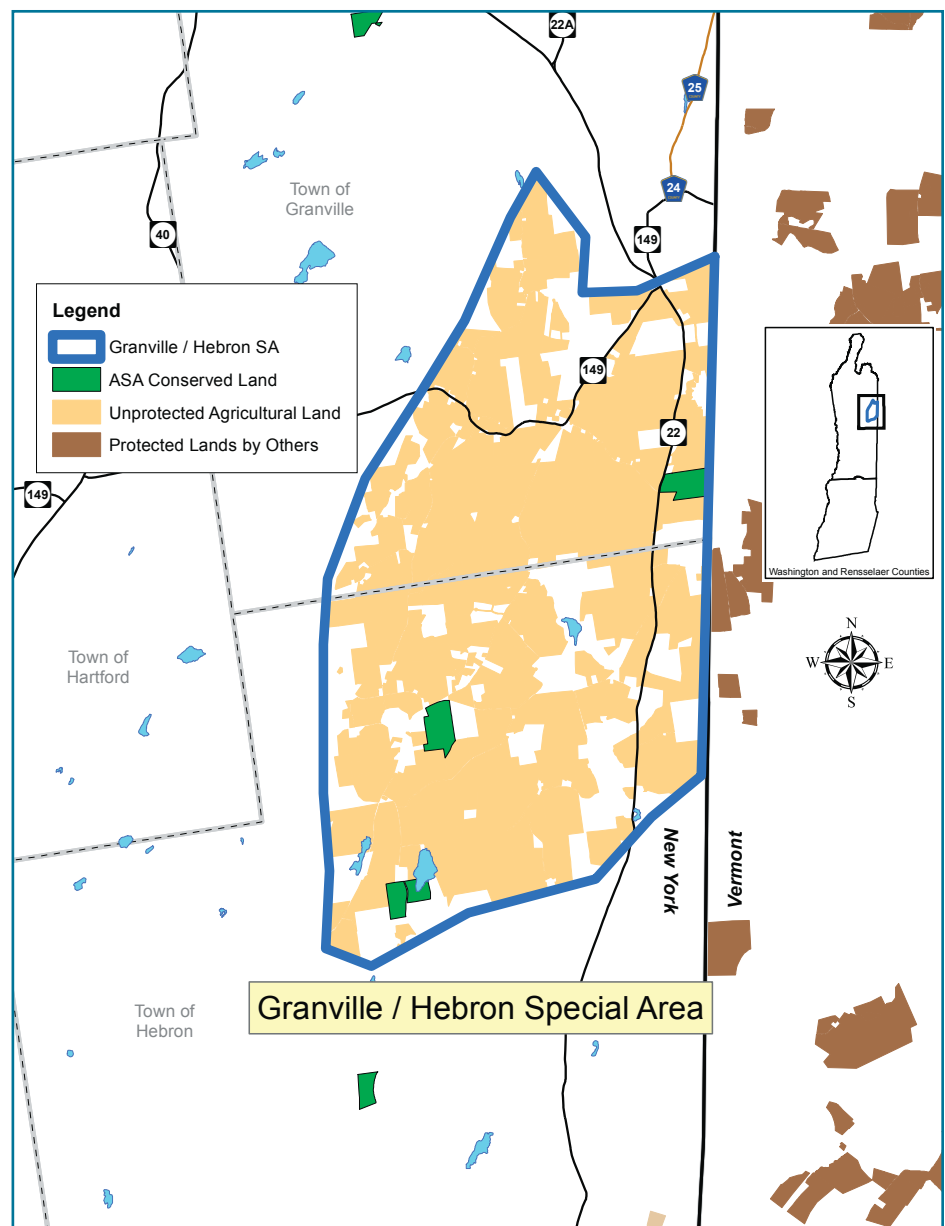 22A
25
24
149
40
Town of
Granville
Legend
Granville / Hebron SA
ASA Conserved Land
Unprotected Agricultural Land
Protected Lands by Others
149
22
149
Washington and Rensselaer Counties
N
W
E
S
Town of
Hartford
New York
Vermont
Granville / Hebron Special Area
Town of
Hebron